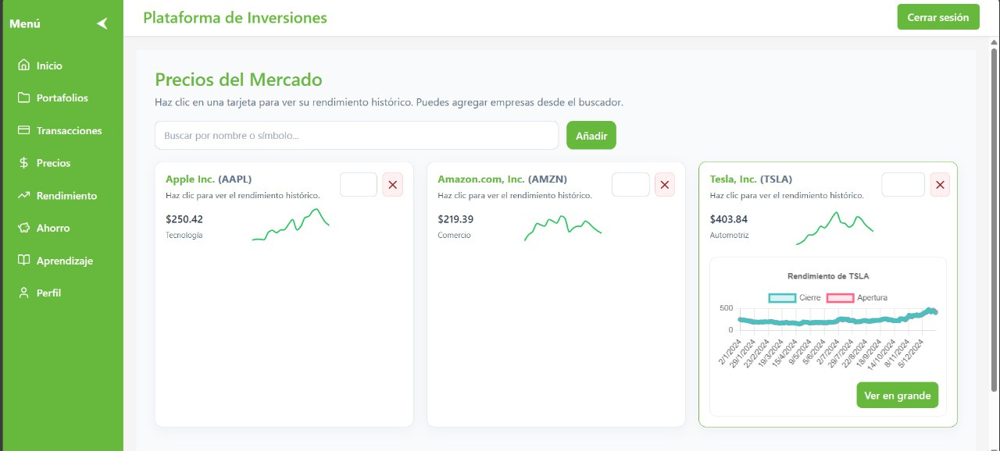 Menú
Inicio
Portafolios
Transacciones
Precios
Rendimiento
Ahorro
Aprendizaje
Perfil
Plataforma de Inversiones
Cerrar sesión
Precios del Mercado
Haz clic en una tarjeta para ver su rendimiento histórico. Puedes agregar empresas desde el buscador.
Buscar por nombre o símbolo...
Añadir
Apple Inc. (AAPL)
Haz clic para ver el rendimiento histórico.
$250.42
Tecnología
Amazon.com, Inc. (AMZN)
Haz clic para ver el rendimiento histórico.
$219.39
Comercio
Tesla, Inc. (TSLA)
Haz clic para ver el rendimiento histórico.
$403.84
Automotriz
Rendimiento de TSLA
Cierre Apertura
500
0
2/1/2024 29/1/2024 23/2/2024 19/3/2024 15/4/2024 9/5/2024 5/6/2024 2/7/2024 29/7/2024 22/8/2024 18/9/2024 14/10/2024 8/11/2024 5/12/2024
Ver en grande